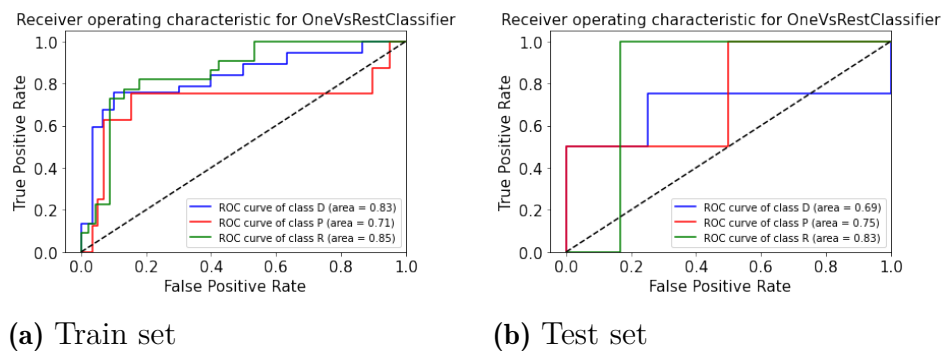 Receiver operating characteristic for OneVsRestClassifier
1.0
0.8
0.6
0.4
0.2
0.0
True Positive Rate
ROC curve of class D (area = 0.83)
ROC curve of class P (area = 0.71)
ROC curve of class R (area = 0.85)
0.0 0.2 0.4 0.6 0.8 1.0
False Positive Rate
(a) Train set
Receiver operating characteristic for OneVsRestClassifier
1.0
0.8
0.6
0.4
0.2
0.0
True Positive Rate
ROC curve of class D (area = 0.69)
ROC curve of class P (area = 0.75)
ROC curve of class R (area = 0.83)
0.0 0.2 0.4 0.6 0.8 1.0
False Positive Rate
(b) Test set